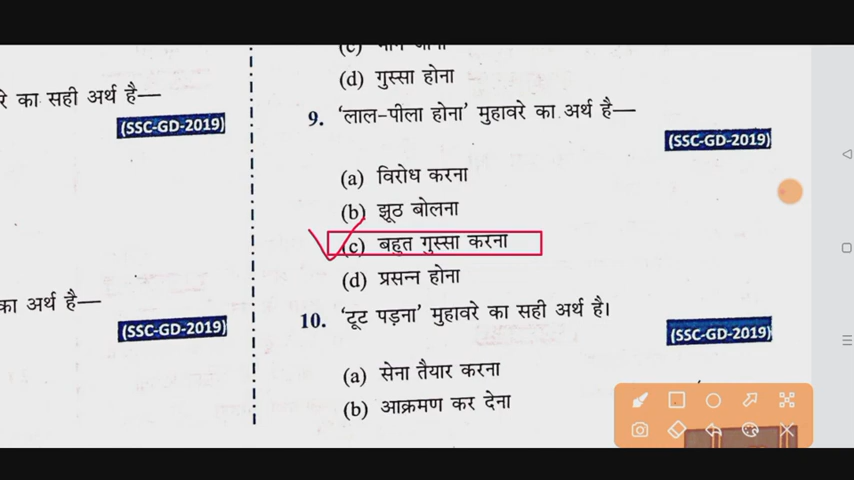 रे का सही अर्थ है—
(SSC-GD-2019)
का अर्थ है—
(SSC-GD-2019)
(d) गुस्सा होना
9. ‘लाल-पीला होना’ मुहावरे का अर्थ है—
(SSC-GD-2019)
(a) विरोध करना
(b) झूठ बोलना
(c) बहुत गुस्सा करना
(d) प्रसन्न होना
10. ‘टूट पड़ना’ मुहावरे का सही अर्थ है।
(SSC-GD-2019)
(a) सेना तैयार करना
(b) आक्रमण कर देना